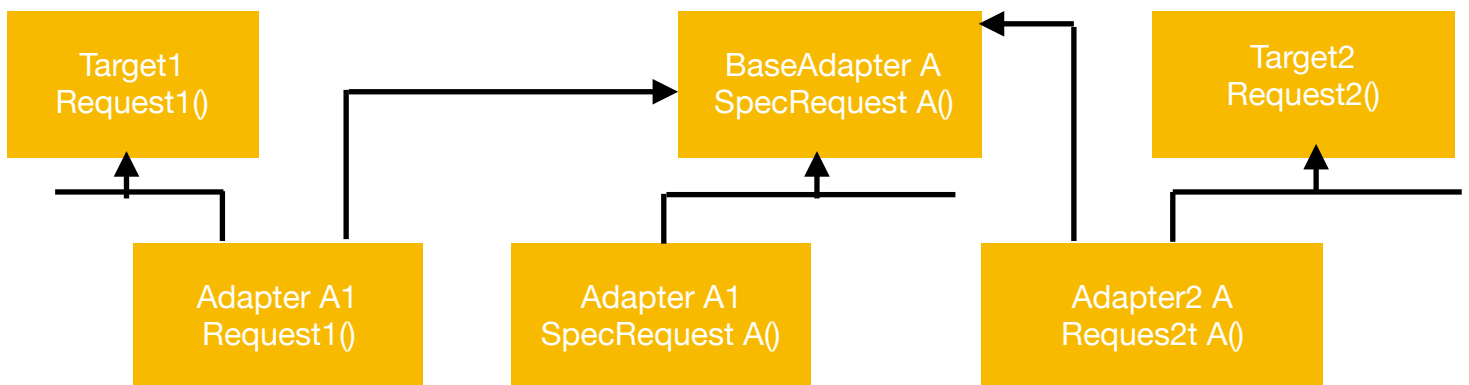 Target1
Request1()
BaseAdapter A
SpecRequest A()
Target2
Request2()
Adapter A1
Request1()
Adapter A1
SpecRequest A()
Adapter2 A
Reques2t A()